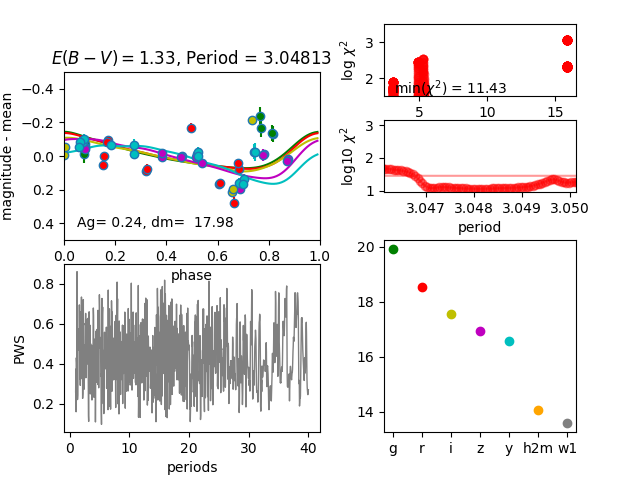 E(B − V) = 1.33, Period = 3.04813
magnitude - mean
−0.4
−0.2
0.0
0.2
0.4
Ag= 0.24, dm=  17.98
0.0 0.2 0.4 0.6 0.8 1.0
phase
log χ²
3
2
min(χ²) = 11.43
5 10 15
log10 χ²
3
2
1
3.047 3.048 3.049 3.050
period
PWS
0.8
0.6
0.4
0.2
0 10 20 30 40
periods
20
18
16
14
g r i z y h2m w1